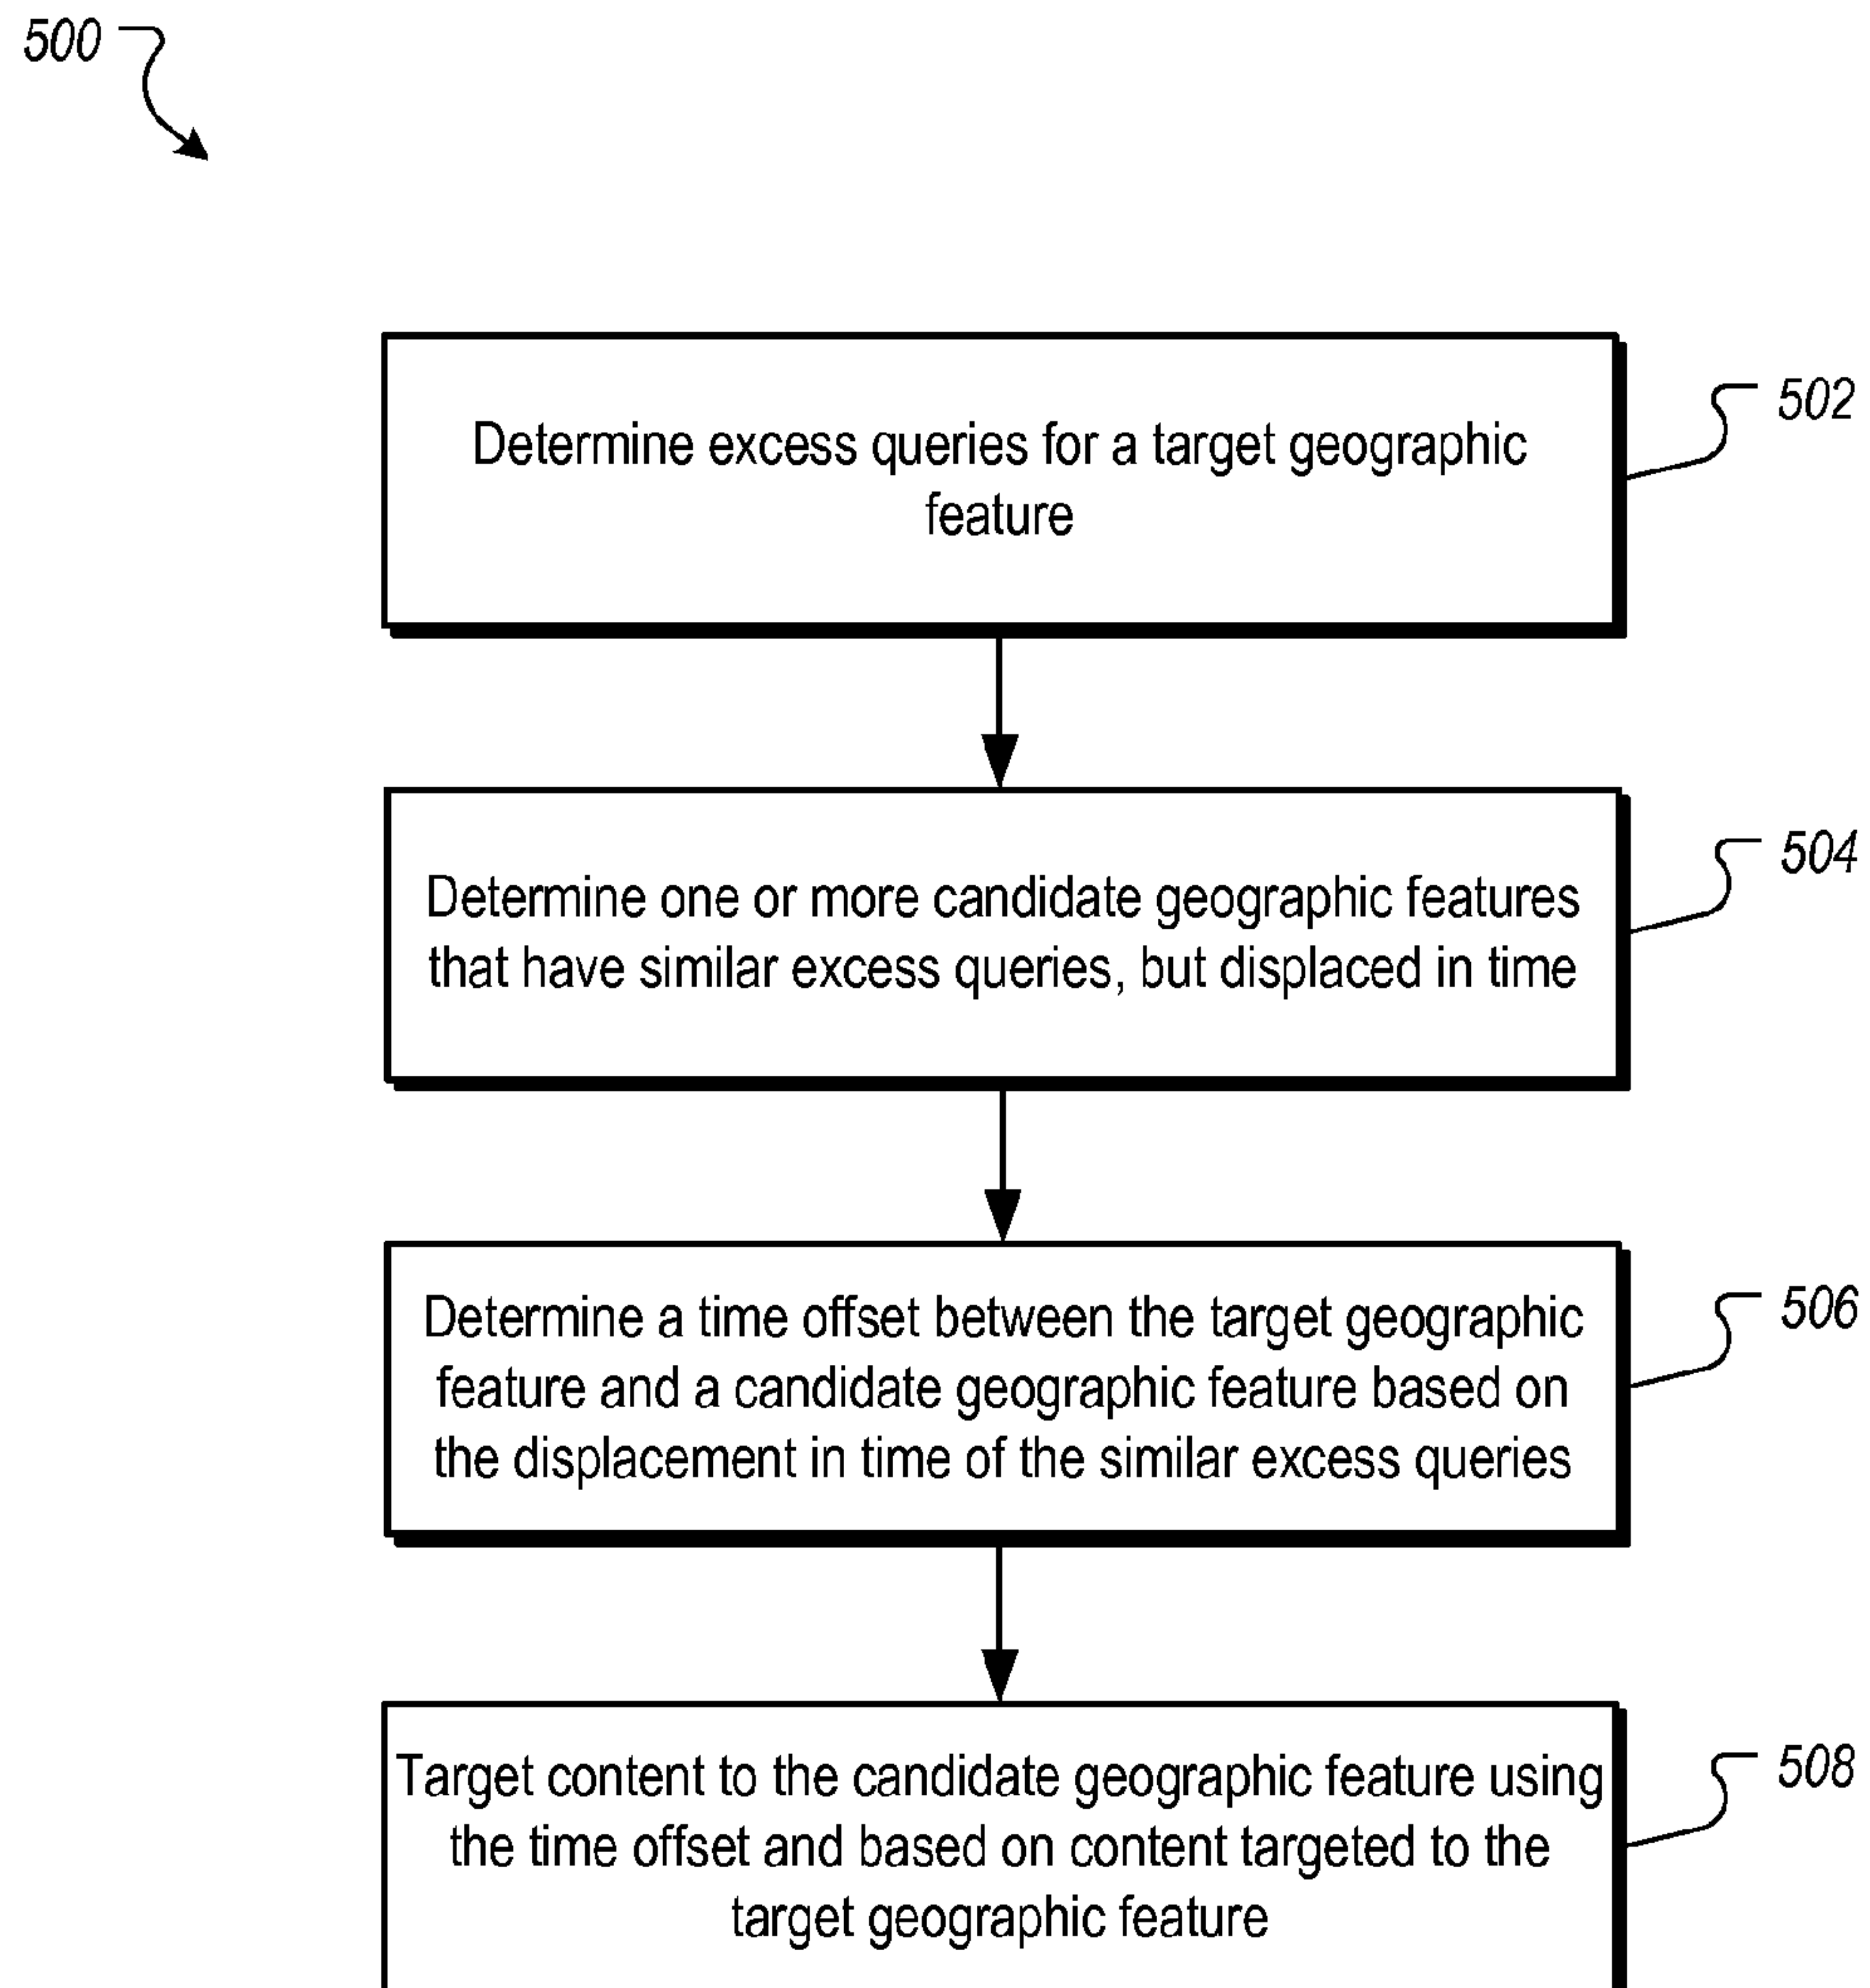 500
Determine excess queries for a target geographic
feature
502
Determine one or more candidate geographic features
that have similar excess queries, but displaced in time
504
Determine a time offset between the target geographic
feature and a candidate geographic feature based on
the displacement in time of the similar excess queries
506
Target content to the candidate geographic feature using
the time offset and based on content targeted to the
target geographic feature
508